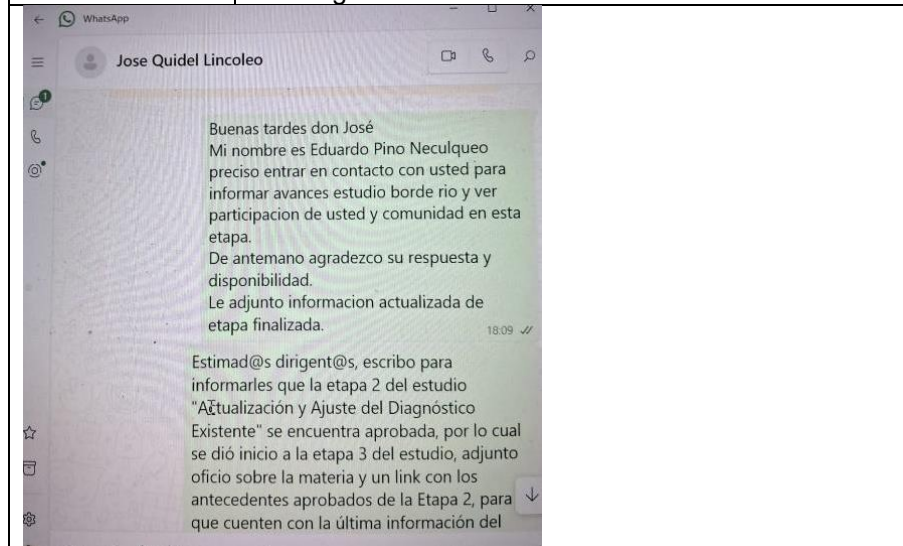 WhatsApp
Jose Quidel Lincoleo
1
Buenas tardes don José
Mi nombre es Eduardo Pino Neculqueo
preciso entrar en contacto con usted para
informar avances estudio borde rio y ver
participacion de usted y comunidad en esta
etapa.
De antemano agradezco su respuesta y
disponibilidad.
Le adjunto informacion actualizada de
etapa finalizada.
18:09
Estimad@s dirigent@s, escribo para
informarles que la etapa 2 del estudio
"Actualización y Ajuste del Diagnóstico
Existente" se encuentra aprobada, por lo cual
se dió inicio a la etapa 3 del estudio, adjunto
oficio sobre la materia y un link con los
antecedentes aprobados de la Etapa 2, para
que cuenten con la última información del